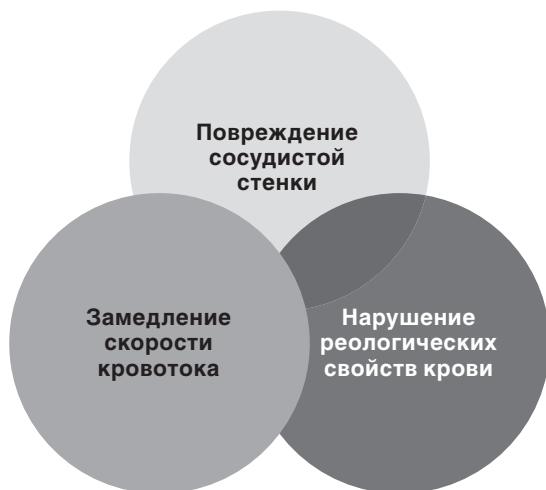 Повреждение
сосудистой
стенки
Замедление
скорости
кровотока
Нарушение
реологических
свойств крови